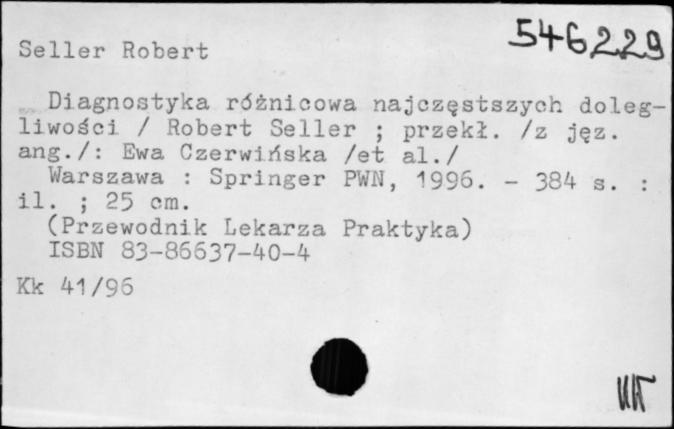 546229
Seller Robert
Diagnostyka różnicowa najczęstszych doleg-
liwości / Robert Seller ; przekł. /z jęz.
ang./: Ewa Czerwińska /et al./
Warszawa : Springer PWN, 1996. - 384 s. :
il. ; 25 cm.
(Przewodnik Lekarza Praktyka)
ISBN 83-86637-40-4
Kk 41/96